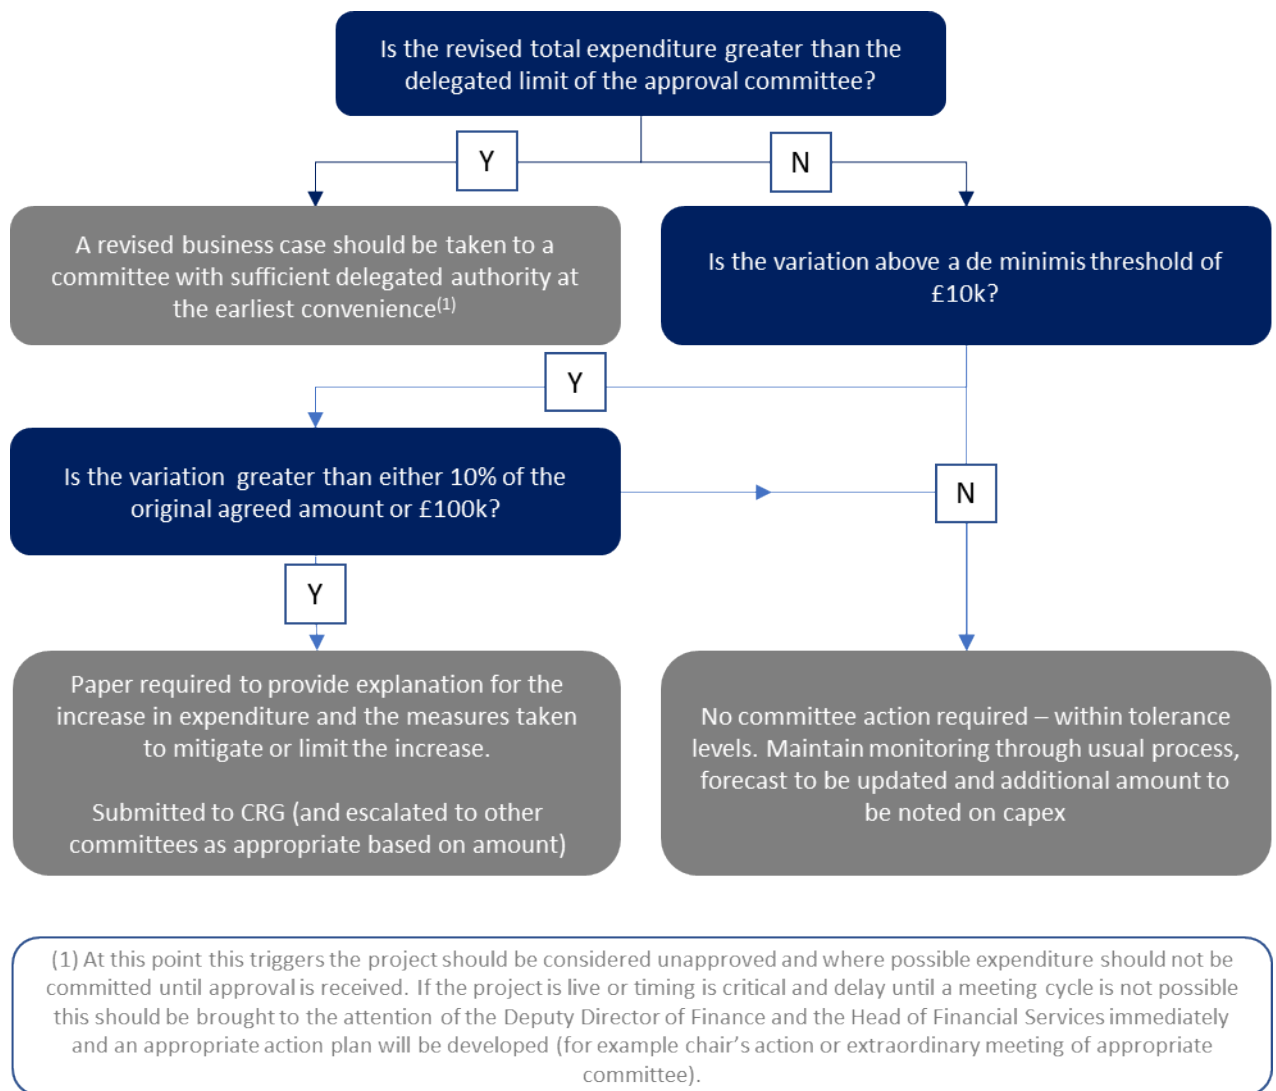 Is the revised total expenditure greater than the
delegated limit of the approval committee?
Y
N
A revised business case should be taken to a
committee with sufficient delegated authority at
the earliest convenience(1)
Is the variation above a de minimis threshold of
£10k?
Y
Is the variation greater than either 10% of the
original agreed amount or £100k?
N
Y
Paper required to provide explanation for the
increase in expenditure and the measures taken
to mitigate or limit the increase.
Submitted to CRG (and escalated to other
committees as appropriate based on amount)
No committee action required – within tolerance
levels. Maintain monitoring through usual process,
forecast to be updated and additional amount to
be noted on capex
(1) At this point this triggers the project should be considered unapproved and where possible expenditure should not be
committed until approval is received. If the project is live or timing is critical and delay until a meeting cycle is not possible
this should be brought to the attention of the Deputy Director of Finance and the Head of Financial Services immediately
and an appropriate action plan will be developed (for example chair’s action or extraordinary meeting of appropriate
committee).